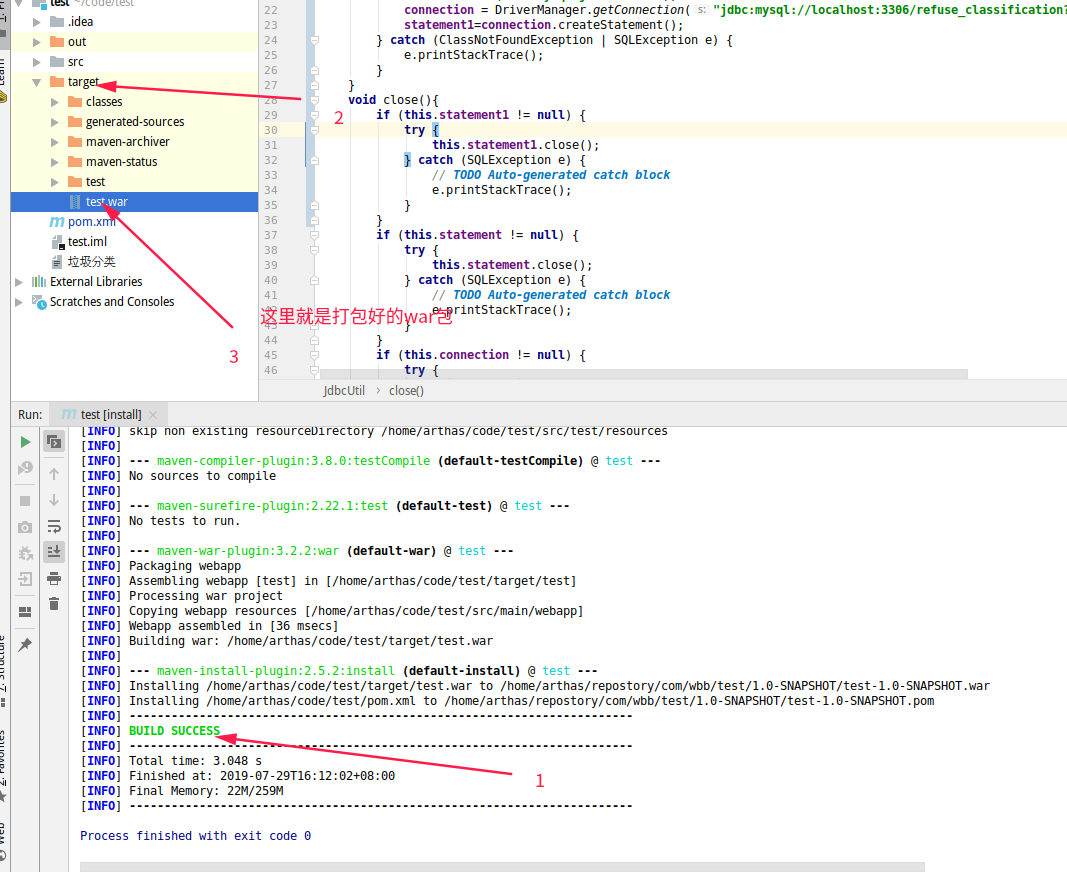 test ~/code/test
.idea
out
src
target
classes
generated-sources
maven-archiver
maven-status
test
test.war
pom.xml
test.iml
垃圾分类
External Libraries
Scratches and Consoles
22 connection = DriverManager.getConnection( s: "jdbc:mysql://localhost:3306/refuse_classification?
23 statement1=connection.createStatement();
24 } catch (ClassNotFoundException | SQLException e) {
25 e.printStackTrace();
26 }
27 }
28 void close(){
29 if (this.statement1 != null) {
30 try {
31 this.statement1.close();
32 } catch (SQLException e) {
33 // TODO Auto-generated catch block
34 e.printStackTrace();
35 }
36 }
37 if (this.statement != null) {
38 try {
39 this.statement.close();
40 } catch (SQLException e) {
41 // TODO Auto-generated catch block
42 e.printStackTrace();
43 }
44 }
45 if (this.connection != null) {
46 try {
2
这里就是打包好的war包
3
JdbcUtil › close()
Run: test [install]
[INFO] skip non existing resourceDirectory /home/arthas/code/test/src/test/resources
[INFO]
[INFO] --- maven-compiler-plugin:3.8.0:testCompile (default-testCompile) @ test ---
[INFO] No sources to compile
[INFO]
[INFO] --- maven-surefire-plugin:2.22.1:test (default-test) @ test ---
[INFO] No tests to run.
[INFO]
[INFO] --- maven-war-plugin:3.2.2:war (default-war) @ test ---
[INFO] Packaging webapp
[INFO] Assembling webapp [test] in [/home/arthas/code/test/target/test]
[INFO] Processing war project
[INFO] Copying webapp resources [/home/arthas/code/test/src/main/webapp]
[INFO] Webapp assembled in [36 msecs]
[INFO] Building war: /home/arthas/code/test/target/test.war
[INFO]
[INFO] --- maven-install-plugin:2.5.2:install (default-install) @ test ---
[INFO] Installing /home/arthas/code/test/target/test.war to /home/arthas/repostory/com/wbb/test/1.0-SNAPSHOT/test-1.0-SNAPSHOT.war
[INFO] Installing /home/arthas/code/test/pom.xml to /home/arthas/repostory/com/wbb/test/1.0-SNAPSHOT/test-1.0-SNAPSHOT.pom
[INFO] ------------------------------------------------------------------------
[INFO] BUILD SUCCESS
[INFO] ------------------------------------------------------------------------
[INFO] Total time: 3.048 s
[INFO] Finished at: 2019-07-29T16:12:02+08:00
[INFO] Final Memory: 22M/259M
[INFO] ------------------------------------------------------------------------
1
Process finished with exit code 0
Learn
Z: Structure
2: Favorites
Web